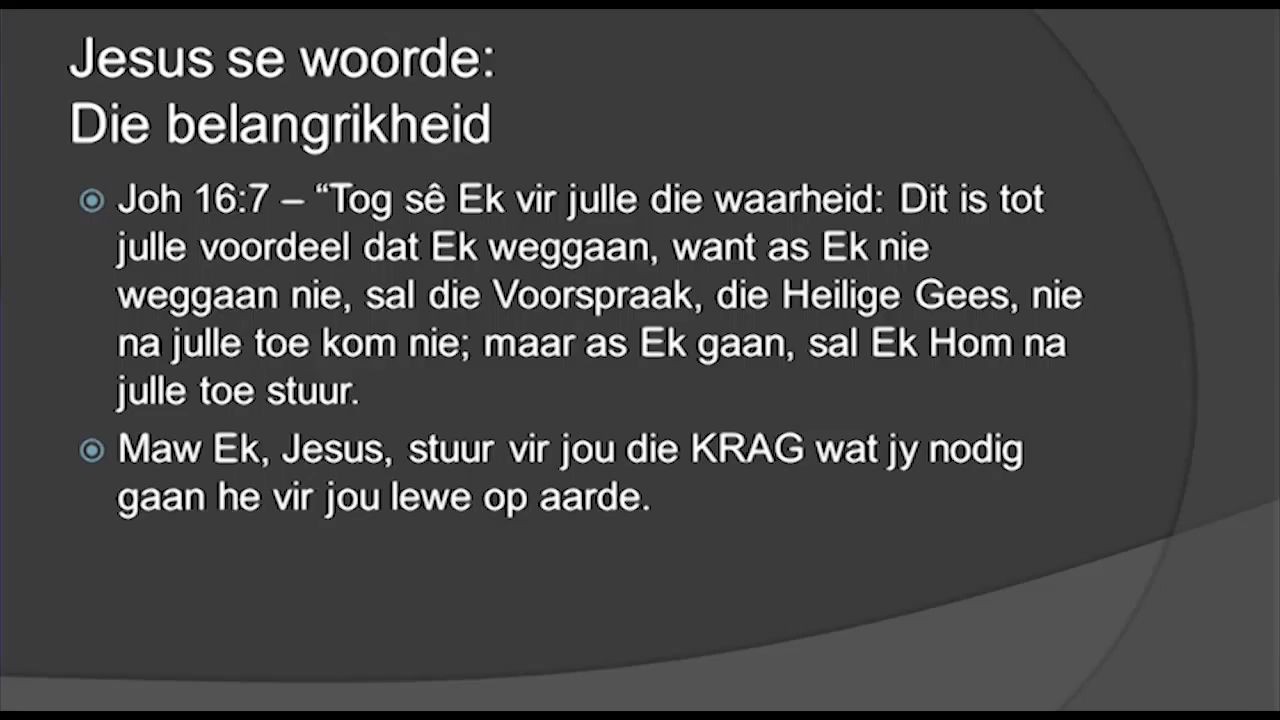 Jesus se woorde:
Die belangrikheid
Joh 16:7 – “Tog sê Ek vir julle die waarheid: Dit is tot
julle voordeel dat Ek weggaan, want as Ek nie
weggaan nie, sal die Voorspraak, die Heilige Gees, nie
na julle toe kom nie; maar as Ek gaan, sal Ek Hom na
julle toe stuur.
Maw Ek, Jesus, stuur vir jou die KRAG wat jy nodig
gaan he vir jou lewe op aarde.